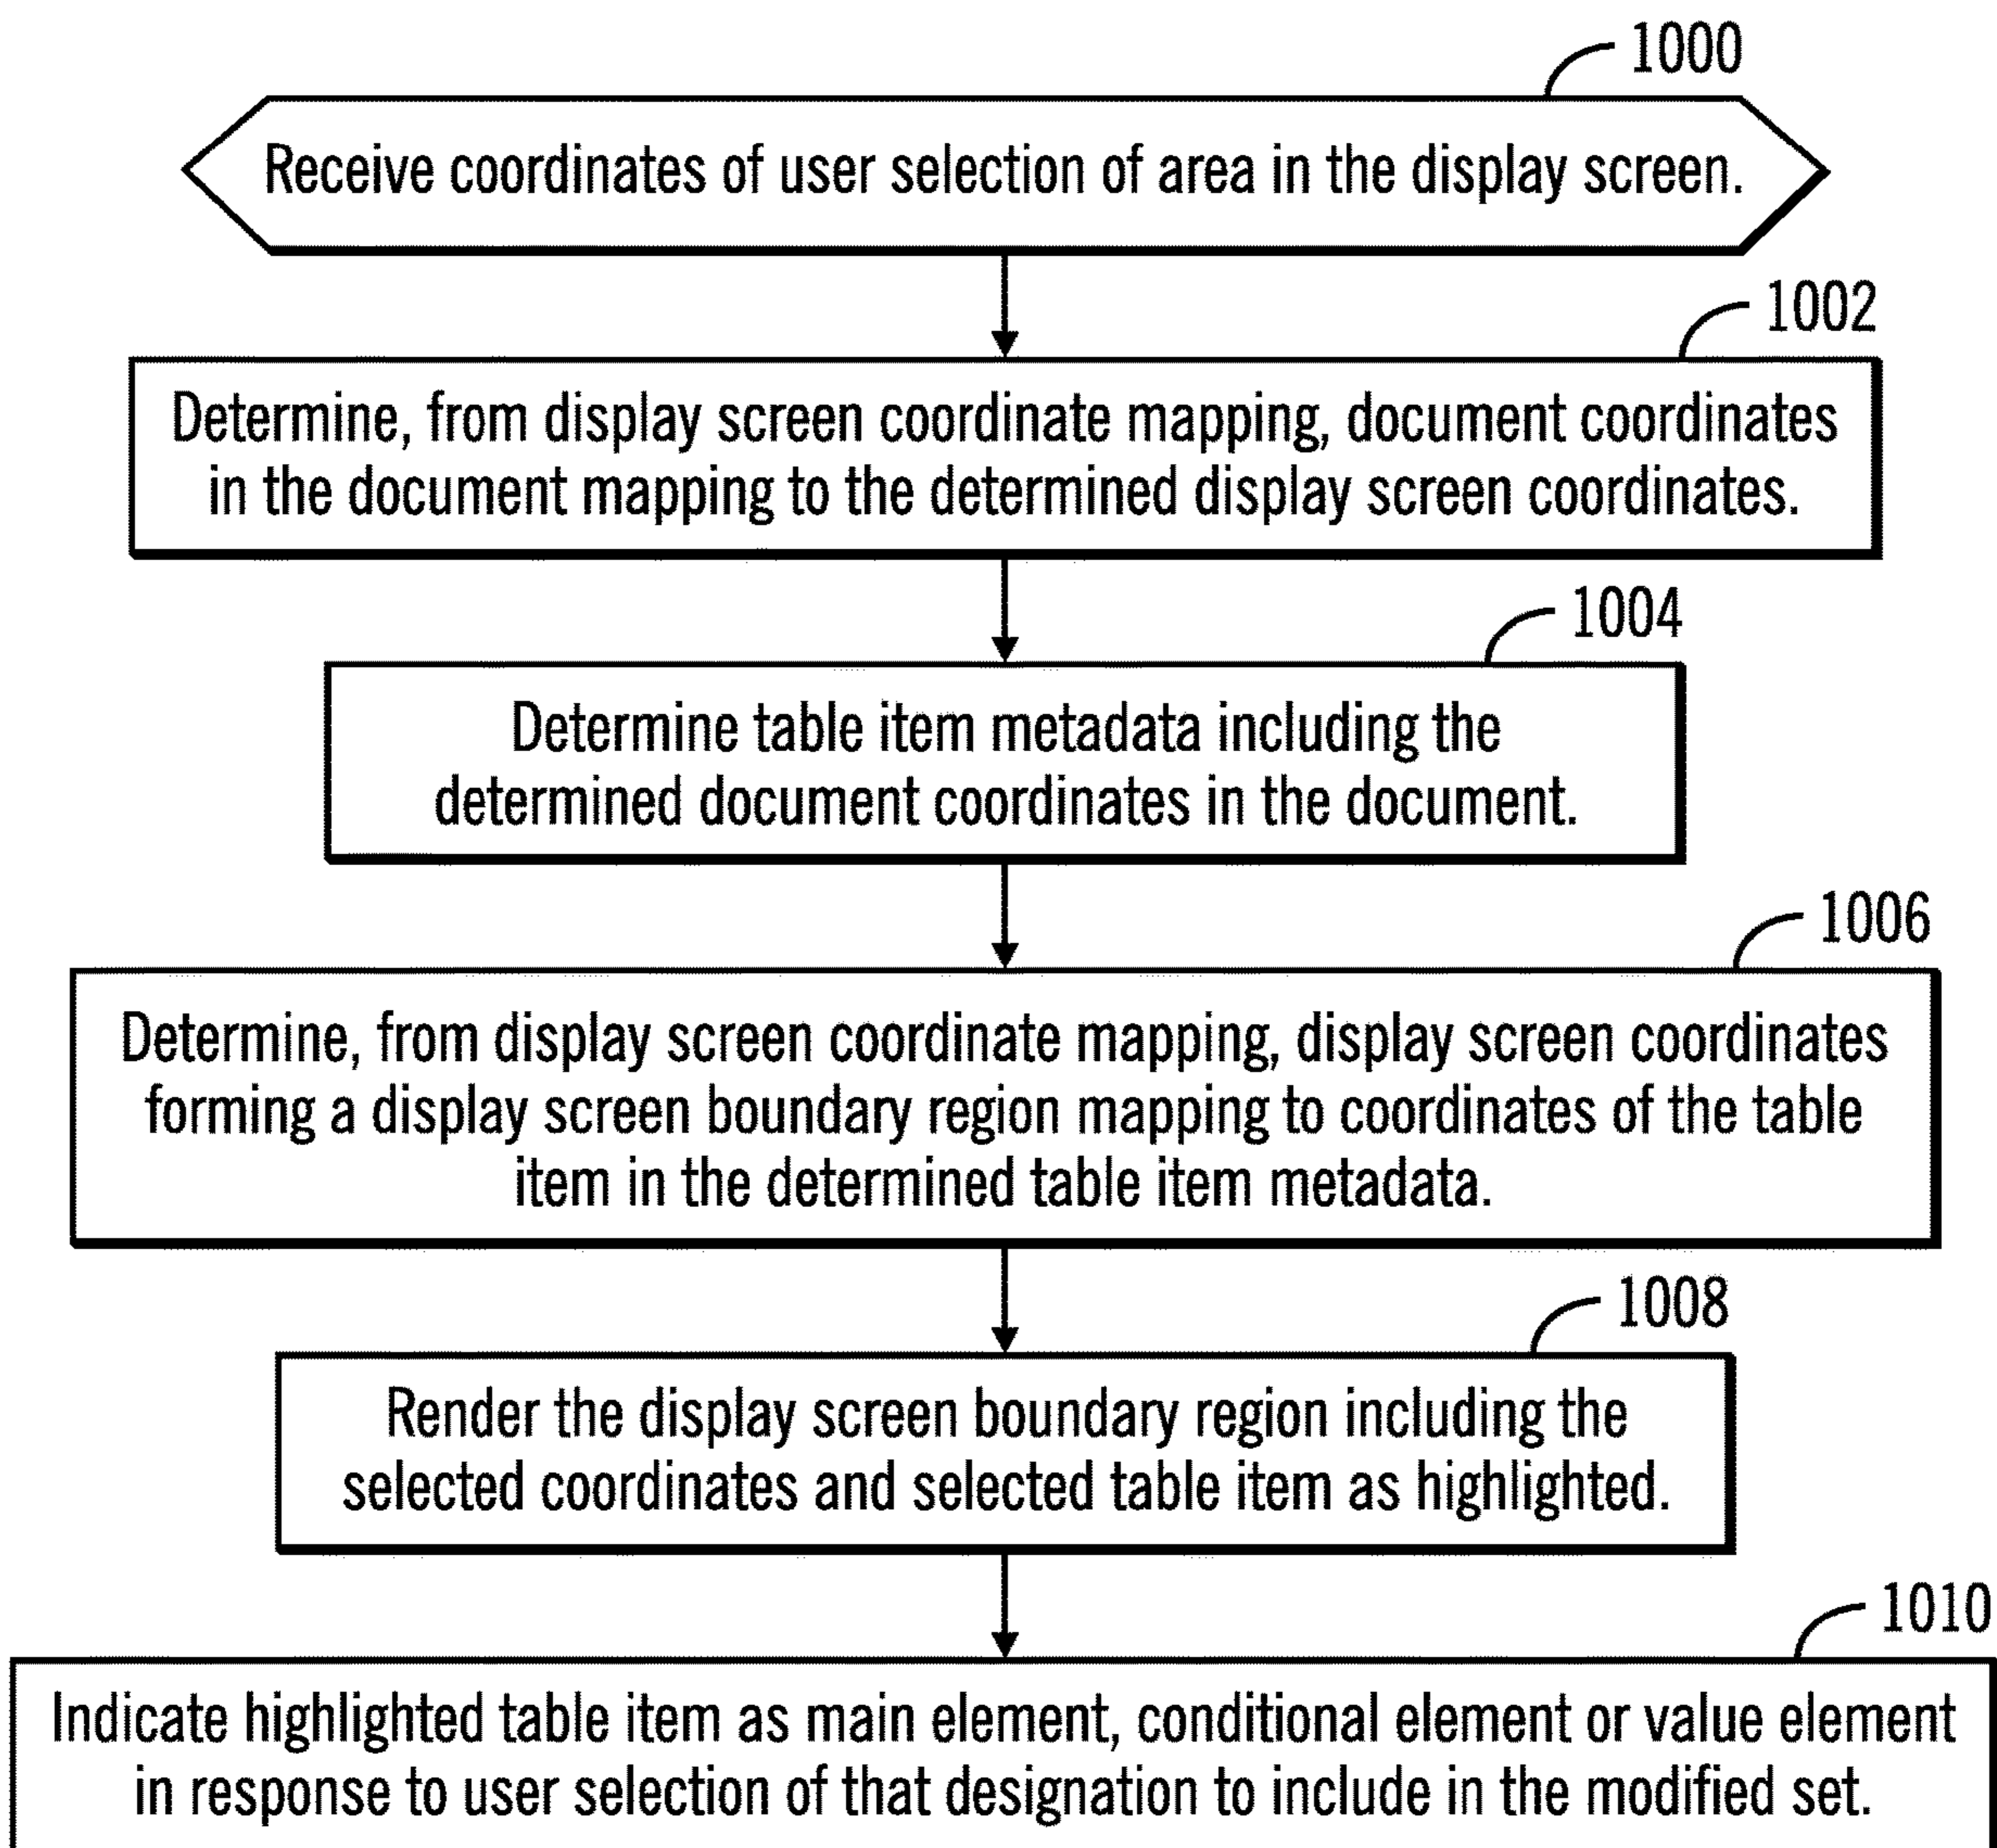 1000
Receive coordinates of user selection of area in the display screen.
1002
Determine, from display screen coordinate mapping, document coordinates
in the document mapping to the determined display screen coordinates.
1004
Determine table item metadata including the
determined document coordinates in the document.
1006
Determine, from display screen coordinate mapping, display screen coordinates
forming a display screen boundary region mapping to coordinates of the table
item in the determined table item metadata.
1008
Render the display screen boundary region including the
selected coordinates and selected table item as highlighted.
1010
Indicate highlighted table item as main element, conditional element or value element
in response to user selection of that designation to include in the modified set.